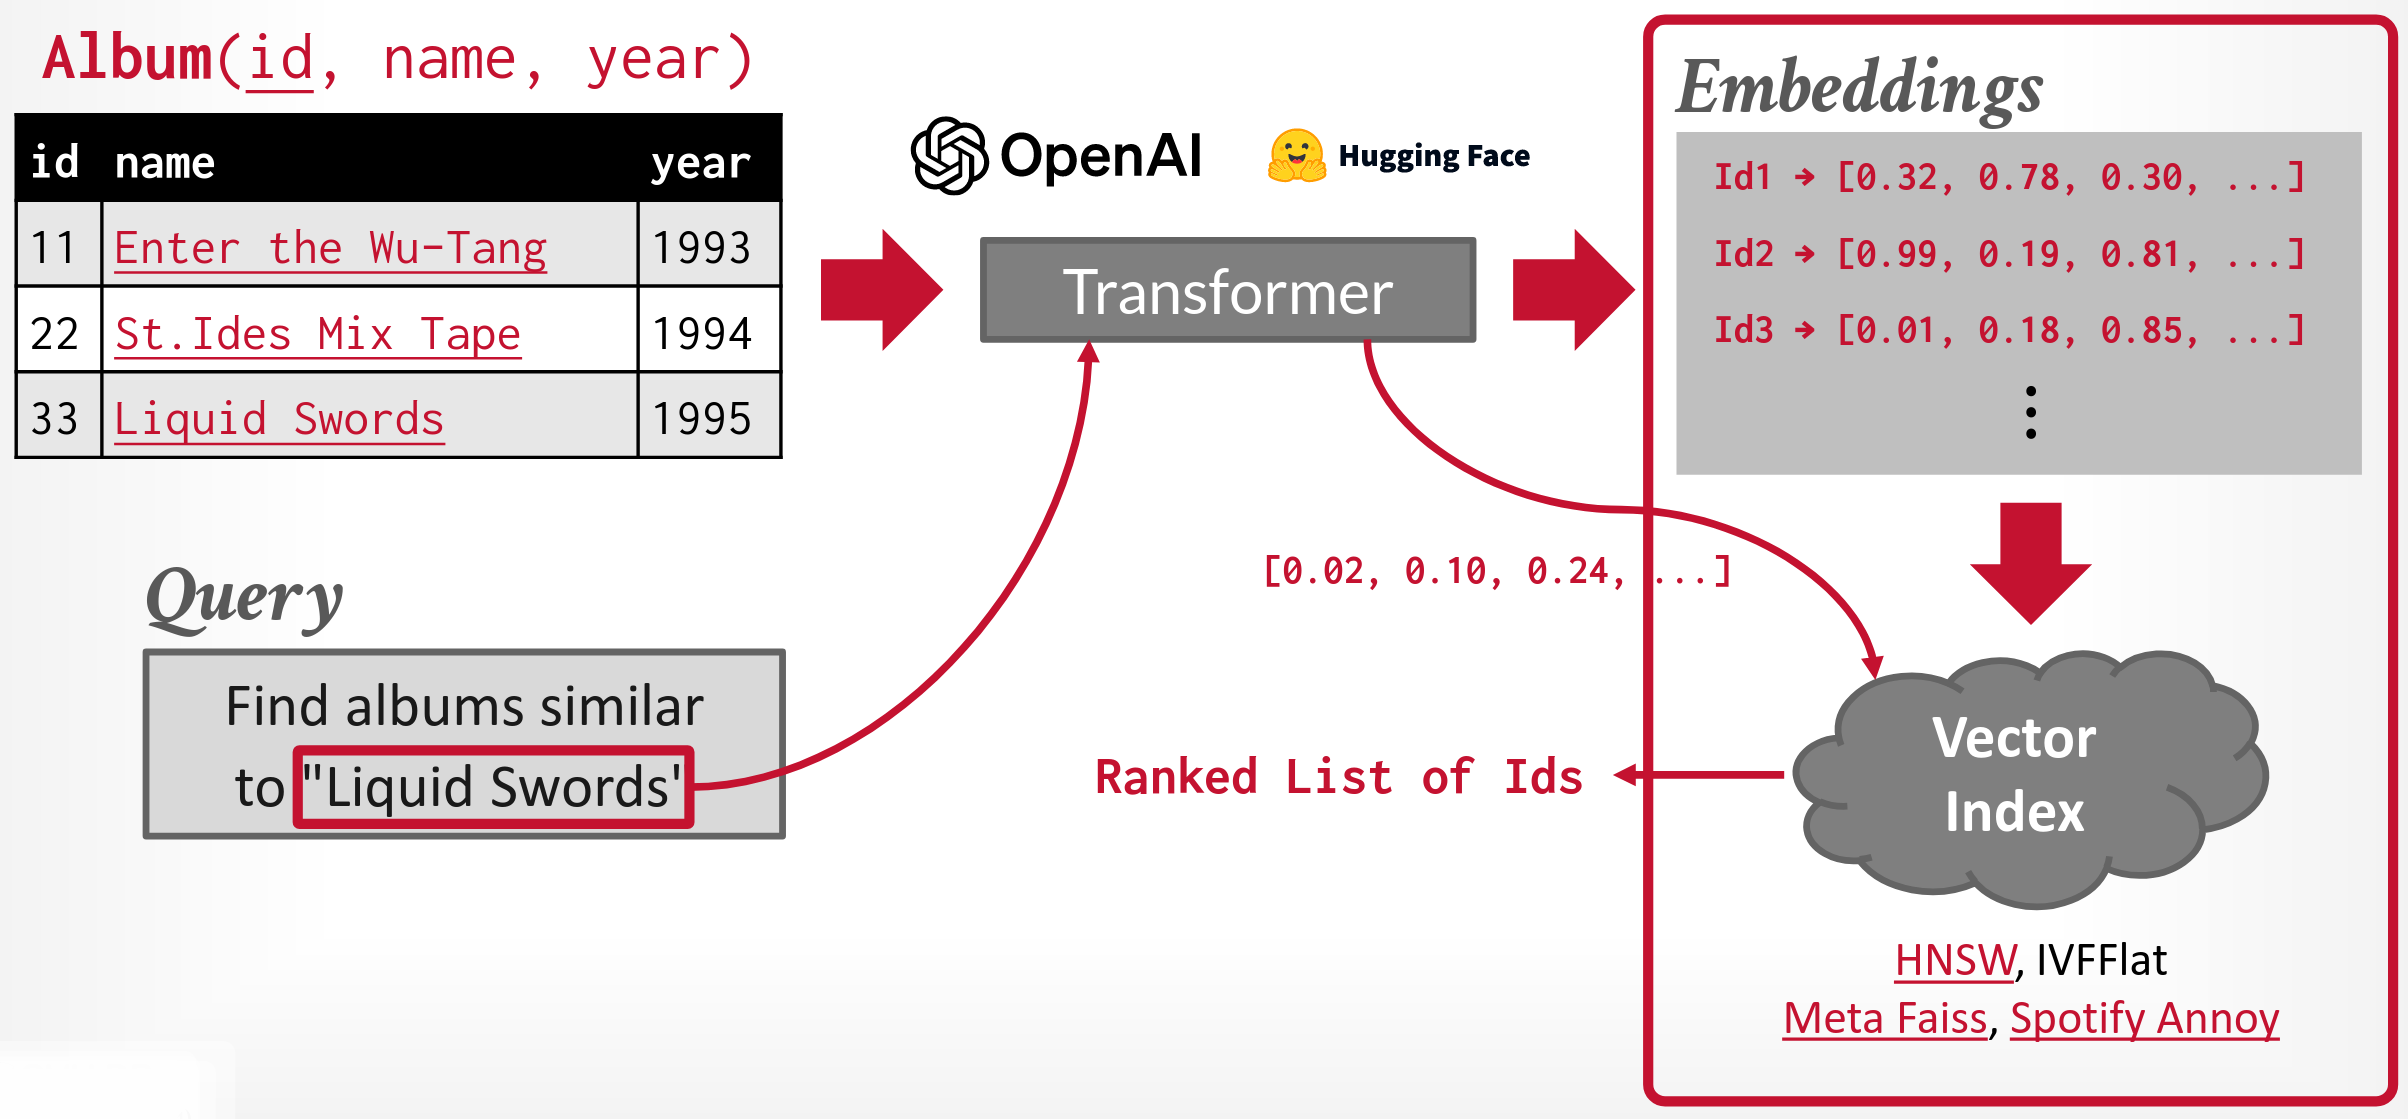 Album(id, name, year)
id name year
11 Enter the Wu-Tang 1993
22 St.Ides Mix Tape 1994
33 Liquid Swords 1995
OpenAI
Hugging Face
Transformer
Embeddings
Id1 → [0.32, 0.78, 0.30, ...]
Id2 → [0.99, 0.19, 0.81, ...]
Id3 → [0.01, 0.18, 0.85, ...]
⋮
Query
Find albums similar
to "Liquid Swords'
[0.02, 0.10, 0.24, ...]
Ranked List of Ids
Vector
Index
HNSW, IVFFlat
Meta Faiss, Spotify Annoy